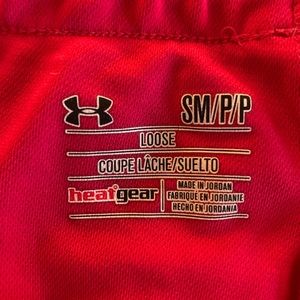 SM/P/P
LOOSE
COUPE LÂCHE/SUELTO
heatgear
MADE IN JORDAN
FABRIQUÉ EN JORDANIE
HECHO EN JORDANIA